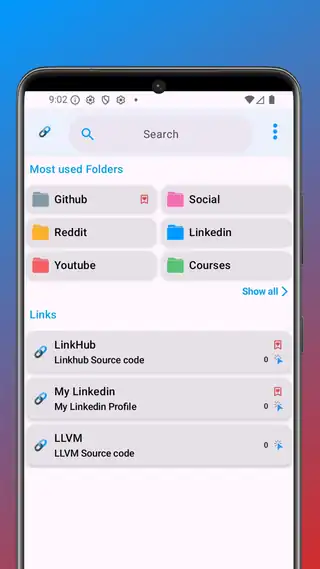 9:02
Search
Most used Folders
Github
Social
Reddit
Linkedin
Youtube
Courses
Show all
Links
LinkHub
Linkhub Source code
0
My Linkedin
My Linkedin Profile
0
LLVM
LLVM Source code
0